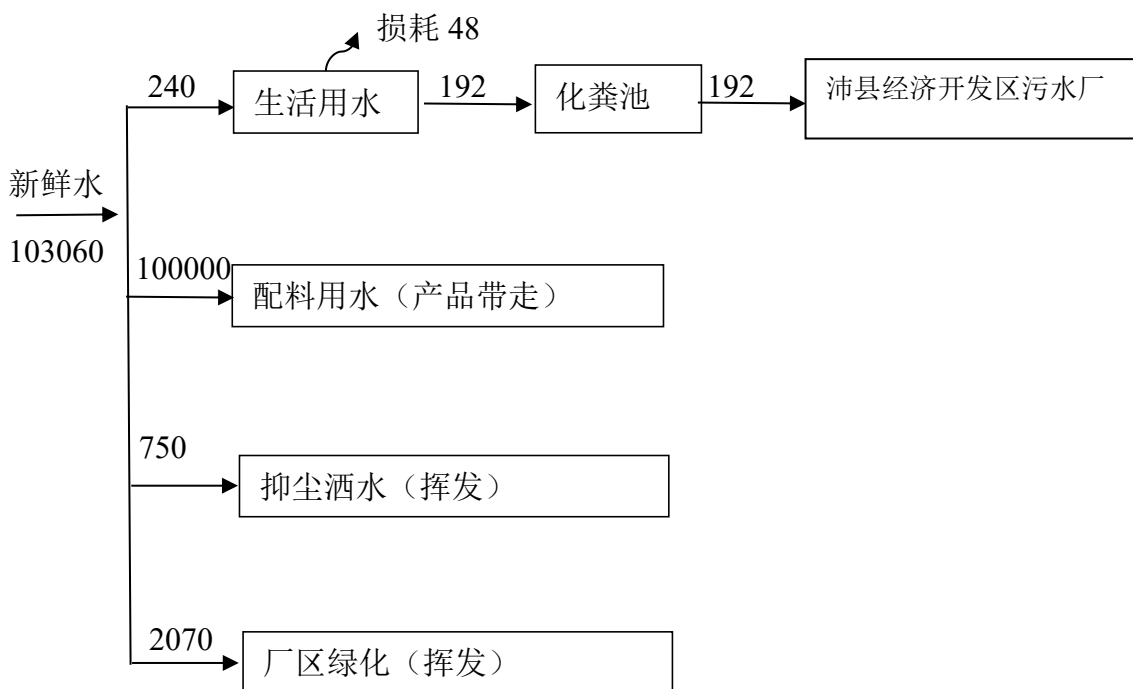 损耗 48
240
生活用水
192
化粪池
192
沛县经济开发区污水厂
新鲜水
103060
100000
配料用水（产品带走）
750
抑尘洒水（挥发）
2070
厂区绿化（挥发）